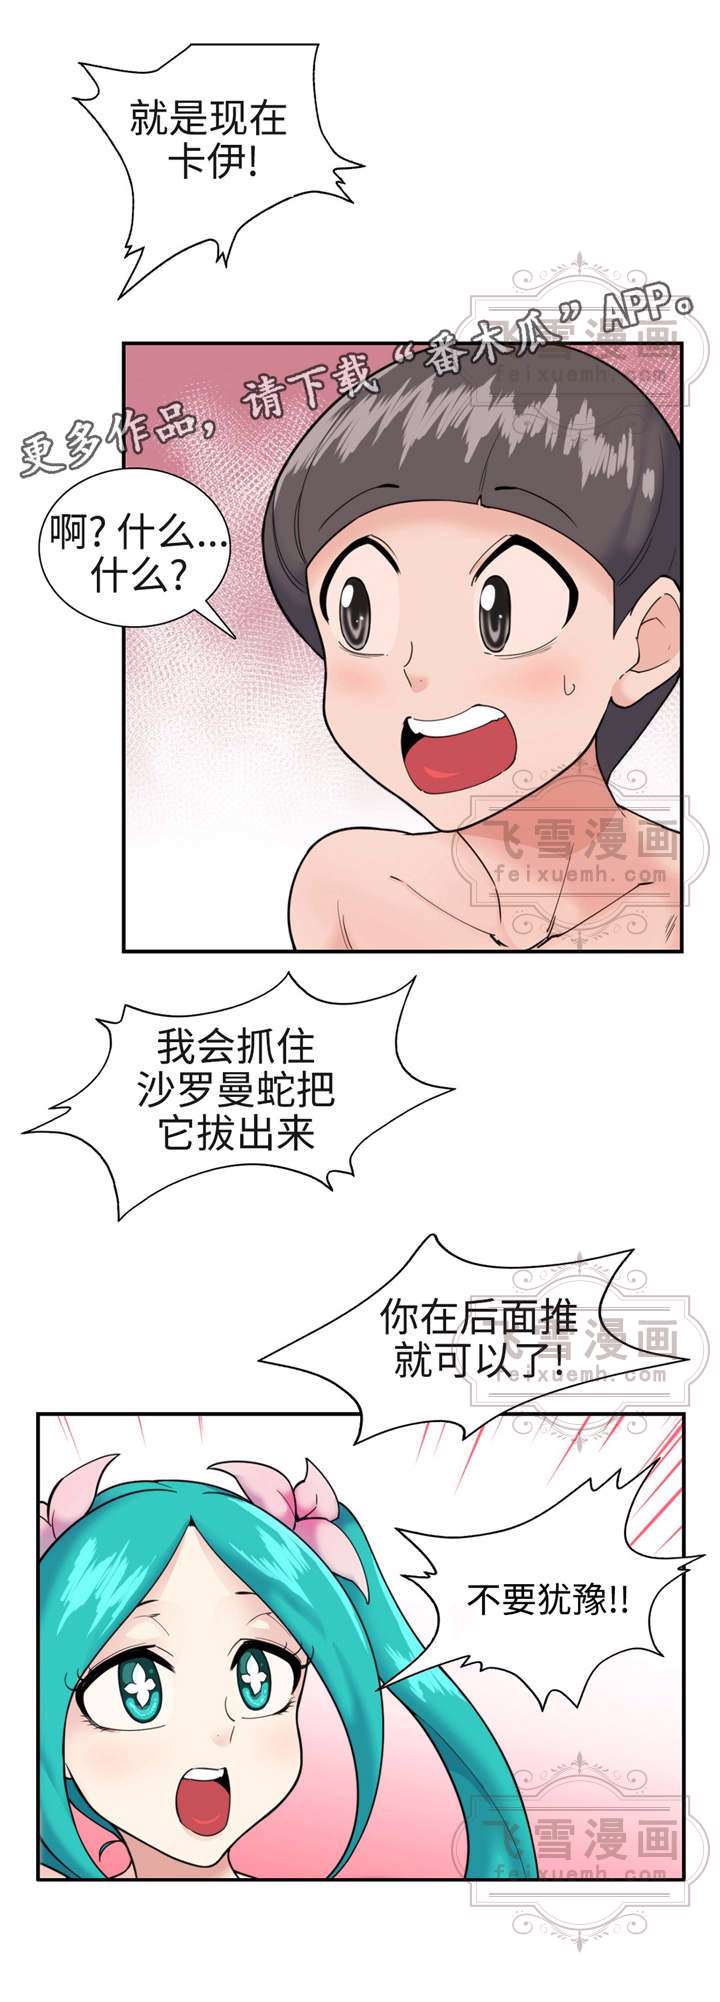 就是现在
卡伊!
飞雪漫画
feixuemh.com
更多作品，请下载“番木瓜”APP。
啊? 什么...
什么?
飞雪漫画
feixuemh.com
我会抓住
沙罗曼蛇把
它拔出来
你在后面推
就可以了!
飞雪漫画
feixuemh.com
不要犹豫!!
飞雪漫画
feixuemh.com